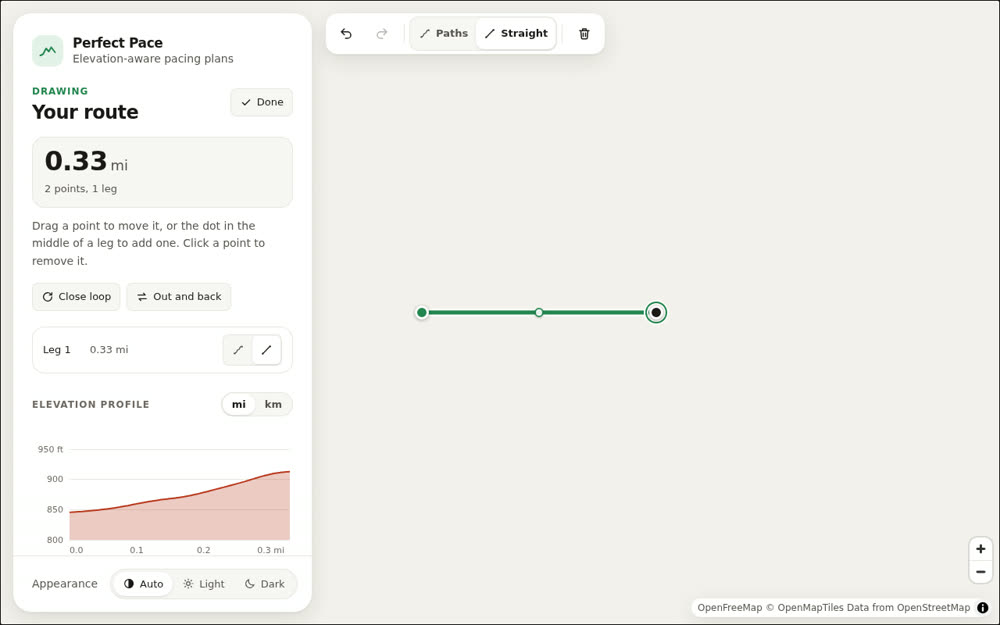 Perfect Pace
Elevation-aware pacing plans
DRAWING
Your route
Done
0.33 mi
2 points, 1 leg
Drag a point to move it, or the dot in the
middle of a leg to add one. Click a point to
remove it.
Close loop
Out and back
Leg 1 0.33 mi
ELEVATION PROFILE
mi km
950 ft
900
850
800
0.0 0.1 0.2 0.3 mi
Appearance Auto Light Dark
Paths Straight
OpenFreeMap © OpenMapTiles Data from OpenStreetMap